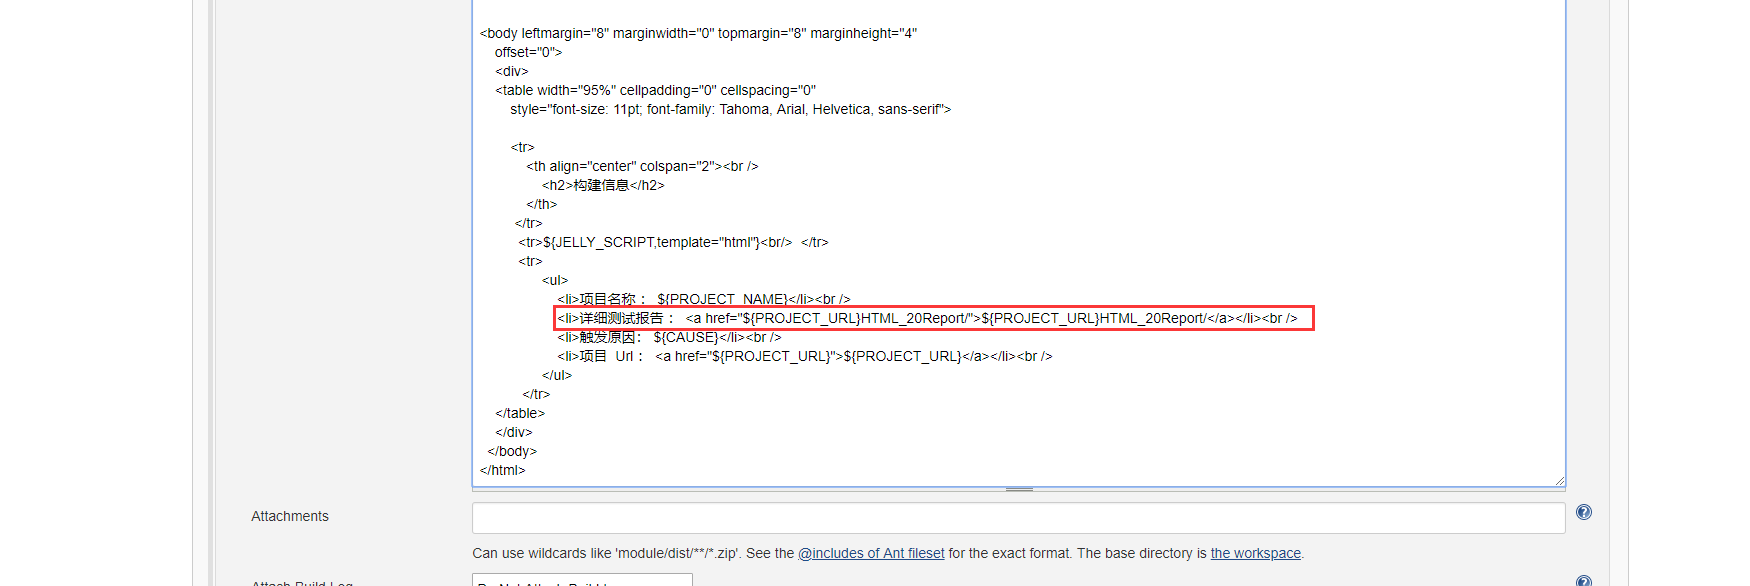 <body leftmargin="8" marginwidth="0" topmargin="8" marginheight="4"
offset="0">
<div>
<table width="95%" cellpadding="0" cellspacing="0"
style="font-size: 11pt; font-family: Tahoma, Arial, Helvetica, sans-serif">
<tr>
<th align="center" colspan="2"><br />
<h2>构建信息</h2>
</th>
</tr>
<tr>${JELLY_SCRIPT,template="html"}<br/>  </tr>
<tr>
<ul>
<li>项目名称 :  ${PROJECT_NAME}</li><br />
<li>详细测试报告 :  <a href="${PROJECT_URL}HTML_20Report/">${PROJECT_URL}HTML_20Report/</a></li><br />
<li>触发原因:  ${CAUSE}</li><br />
<li>项目  Url :  <a href="${PROJECT_URL}">${PROJECT_URL}</a></li><br />
</ul>
</tr>
</table>
</div>
</body>
</html>
Attachments
Can use wildcards like 'module/dist/**/*.zip'. See the @includes of Ant fileset for the exact format. The base directory is the workspace.